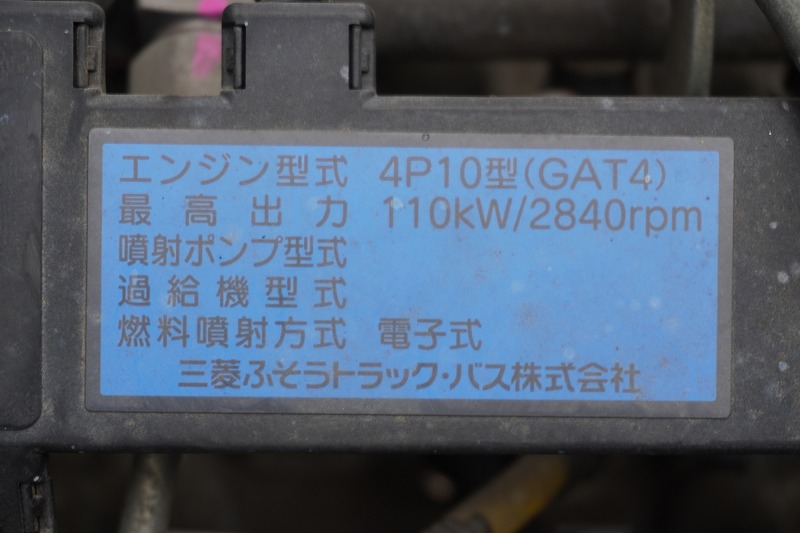 エンジン型式 4P10型(GAT4)
最高出力 110kW/2840rpm
噴射ポンプ型式
過給機型式
燃料噴射方式 電子式
三菱ふそうトラック・バス株式会社